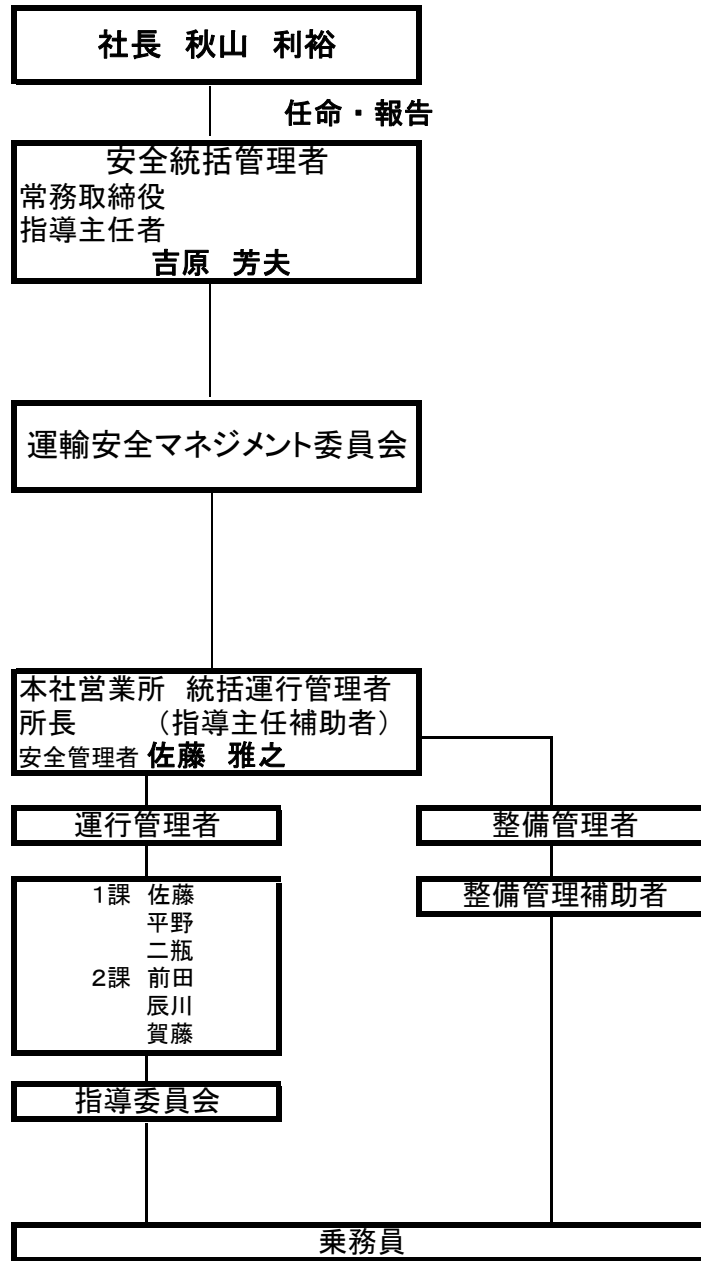 社長　秋山　利裕
任命・報告
安全統括管理者
常務取締役
指導主任者
吉原　芳夫
運輸安全マネジメント委員会
本社営業所　統括運行管理者
所長　　　（指導主任補助者）
安全管理者 佐藤　雅之
運行管理者
整備管理者
1課　佐藤
平野
二瓶
2課　前田
辰川
賀藤
整備管理補助者
指導委員会
乗務員